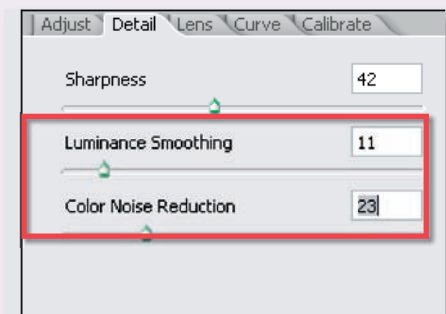 Adjust Detail Lens Curve Calibrate
Sharpness 42
Luminance Smoothing 11
Color Noise Reduction 23